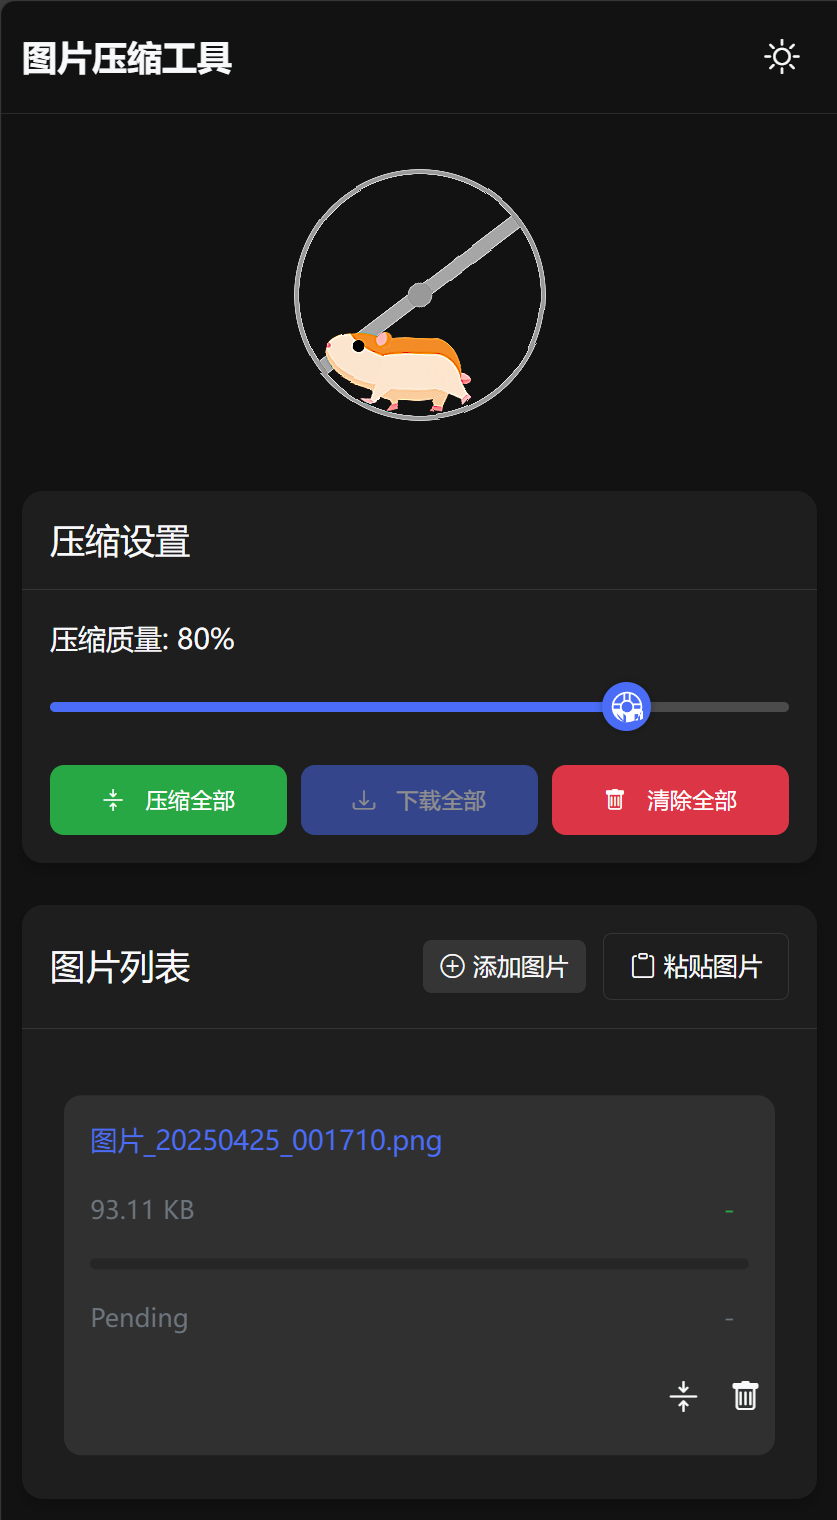 图片压缩工具
压缩设置
压缩质量: 80%
压缩全部 下载全部 清除全部
图片列表 添加图片 粘贴图片
图片_20250425_001710.png
93.11 KB -
Pending -